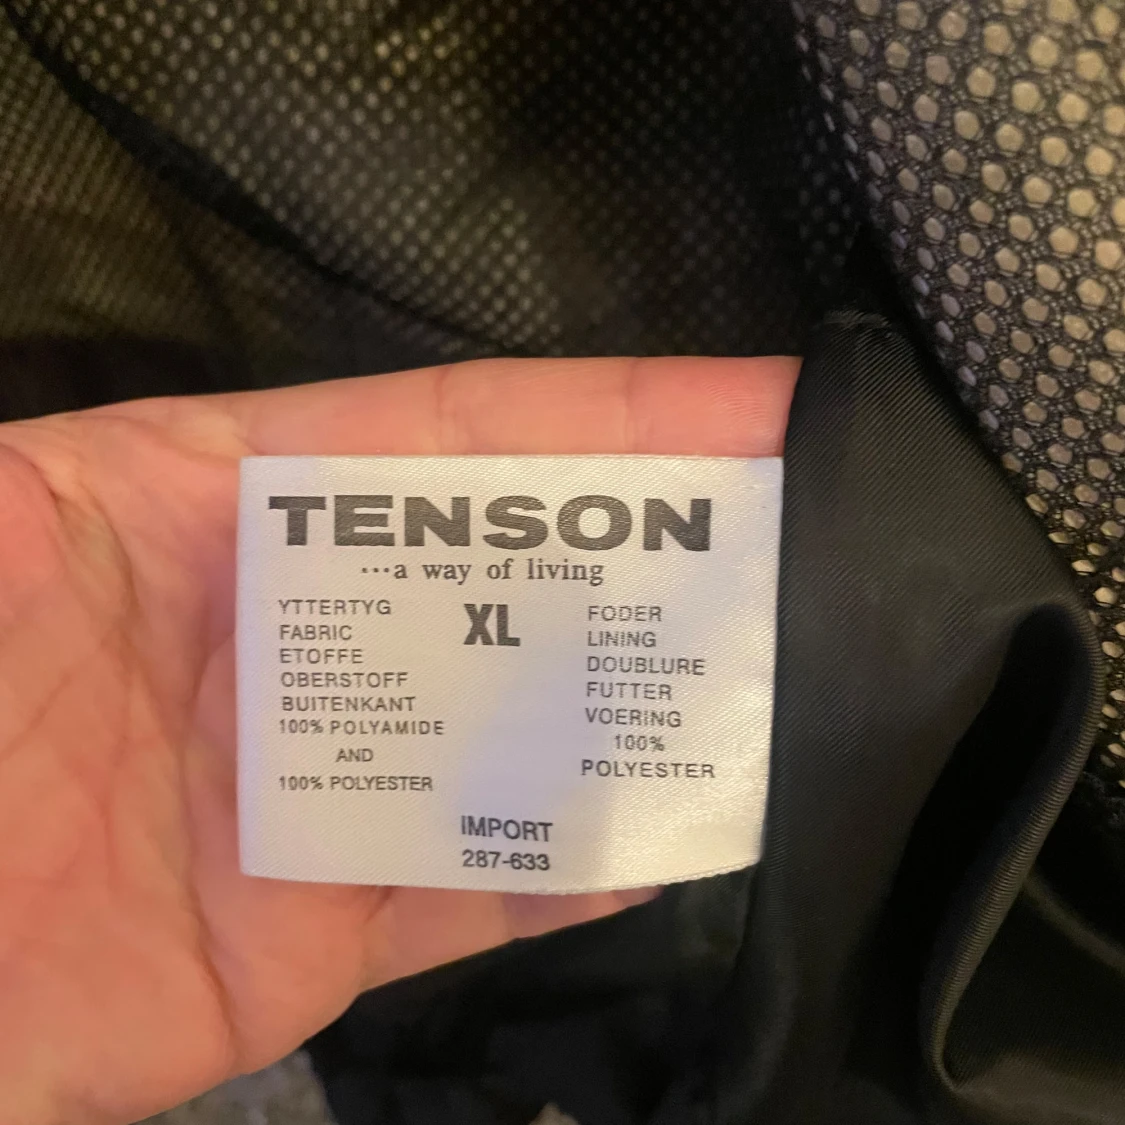 TENSON
...a way of living
XL
YTTERTYG
FABRIC
ETOFFE
OBERSTOFF
BUITENKANT
100% POLYAMIDE
AND
100% POLYESTER
FODER
LINING
DOUBLURE
FUTTER
VOERING
100%
POLYESTER
IMPORT
287-633